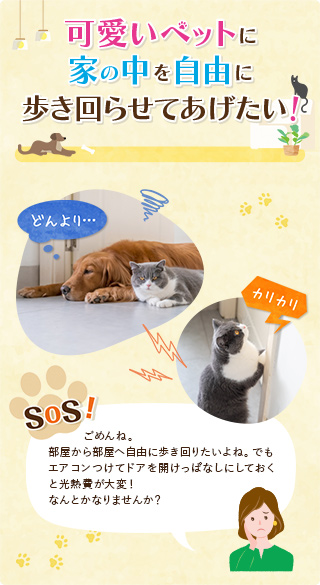 可愛いペットに
家の中を自由に
歩き回らせてあげたい!
どんより…
カリカリ
SOS!
ごめんね。
部屋から部屋へ自由に歩き回りたいよね。でも
エアコンつけてドアを開けっぱなしにしておく
と光熱費が大変!
なんとかなりませんか?